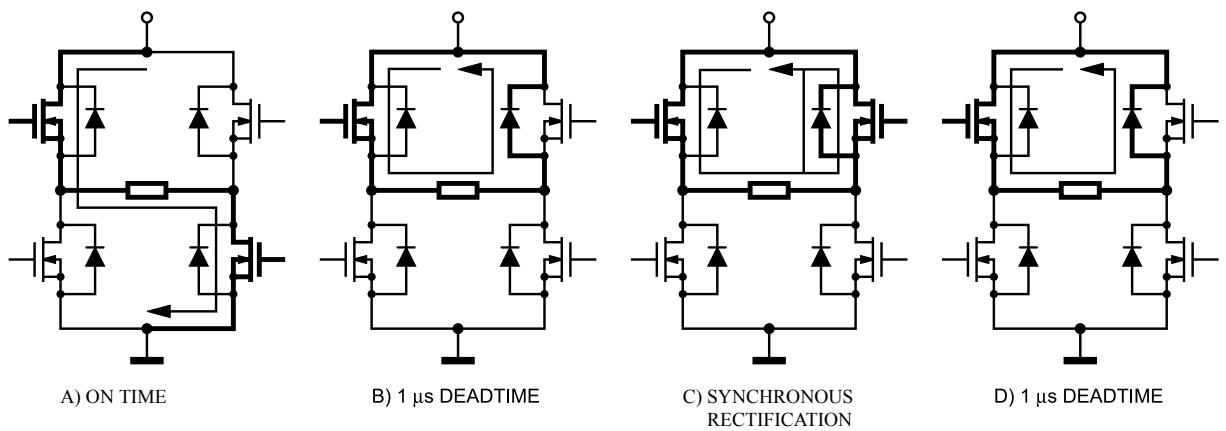 A) ON TIME
B) 1 μs DEADTIME
C) SYNCHRONOUS
RECTIFICATION
D) 1 μs DEADTIME